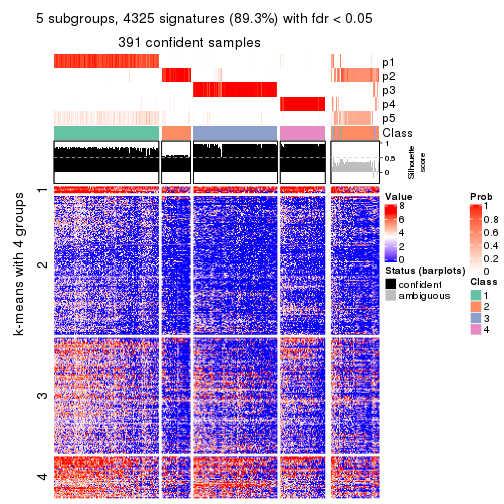 5 subgroups, 4325 signatures (89.3%) with fdr < 0.05
391 confident samples
p1
p2
p3
p4
p5
Class
1
0.5
0
Silhouette
score
k-means with 4 groups
1
2
3
4
Value
8
6
4
2
0
Status (barplots)
confident
ambiguous
Prob
1
0.8
0.6
0.4
0.2
0
Class
1
2
3
4